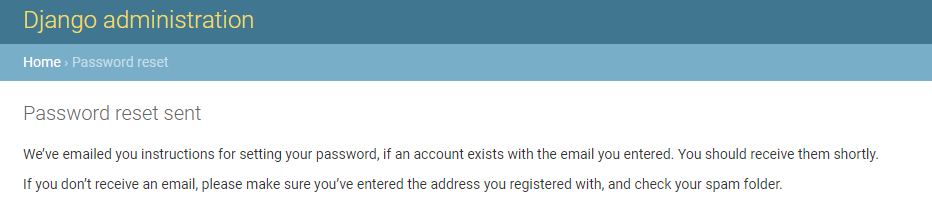 Django administration
Home › Password reset
Password reset sent
We’ve emailed you instructions for setting your password, if an account exists with the email you entered. You should receive them shortly.
If you don’t receive an email, please make sure you’ve entered the address you registered with, and check your spam folder.